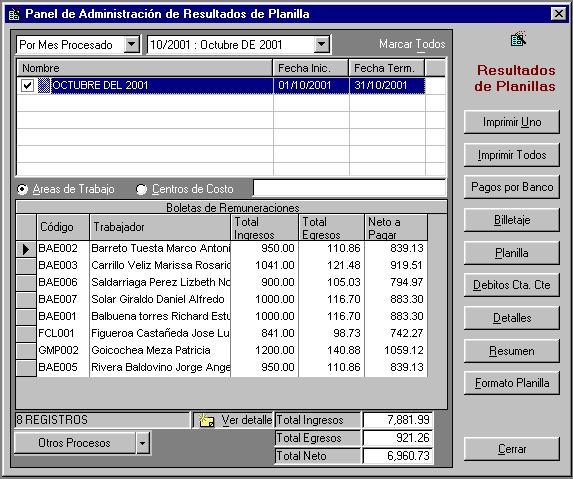 Panel de Administración de Resultados de Planilla
Por Mes Procesado 10/2001 : Octubre DE 2001 Marcar Todos
Nombre Fecha Inic. Fecha Term.
OCTUBRE DEL 2001 01/10/2001 31/10/2001
Areas de Trabajo Centros de Costo
Boletas de Remuneraciones
Código Trabajador Total Ingresos Total Egresos Neto a Pagar
BAE002 Barreto Tuesta Marco Antoni 950.00 110.86 839.13
BAE003 Carrillo Veliz Marissa Rosario 1041.00 121.48 919.51
BAE006 Saldarriaga Perez Lizbeth No 900.00 105.03 794.97
BAE007 Solar Giraldo Daniel Alfredo 1000.00 116.70 883.30
BAE001 Balbuena torres Richard Estu 1000.00 116.70 883.30
FCL001 Figueroa Castañeda Jose Lu 841.00 98.73 742.27
GMP002 Goicochea Meza Patricia 1200.00 140.88 1059.12
BAE005 Rivera Baldovino Jorge Ange 950.00 110.86 839.13
8 REGISTROS Ver detalle Total Ingresos 7,881.99
Otros Procesos Total Egresos 921.26
Total Neto 6,960.73
Resultados
de Planillas
Imprimir Uno
Imprimir Todos
Pagos por Banco
Billetaje
Planilla
Debitos Cta. Cte
Detalles
Resumen
Formato Planilla
Cerrar